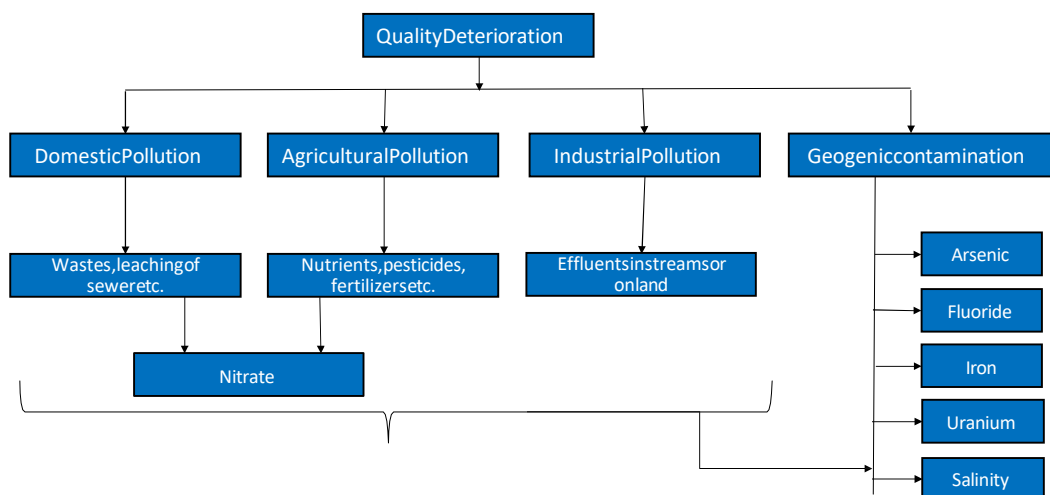 QualityDeterioration
DomesticPollution
AgriculturalPollution
IndustrialPollution
Geogeniccontamination
Wastes,leachingof
seweretc.
Nutrients,pesticides,
fertilizersetc.
Effluentsinstreamsor
onland
Nitrate
Arsenic
Fluoride
Iron
Uranium
Salinity